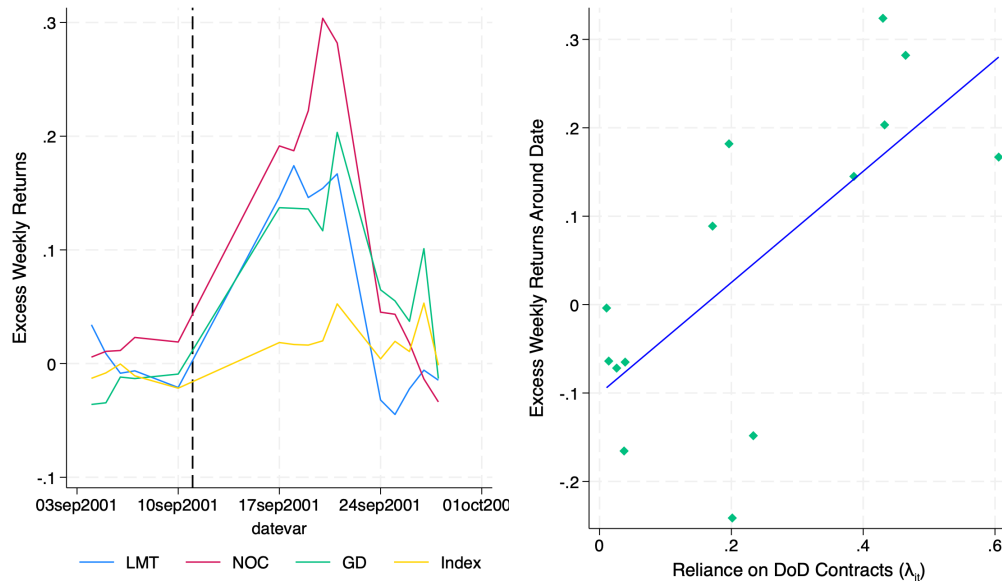 Excess Weekly Returns
.3
.2
.1
0
-.1
03sep2001 10sep2001 17sep2001 24sep2001 01oct200
datevar
LMT NOC GD Index
Excess Weekly Returns Around Date
.3
.2
.1
0
-.1
-.2
0 .2 .4 .6
Reliance on DoD Contracts (λ